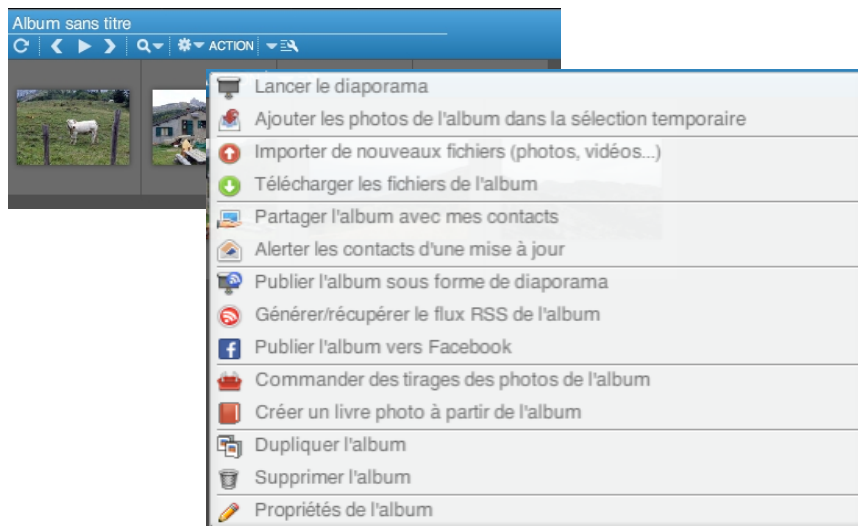 Album sans titre
ACTION
Lancer le diaporama
Ajouter les photos de l'album dans la sélection temporaire
Importer de nouveaux fichiers (photos, vidéos...)
Télécharger les fichiers de l'album
Partager l'album avec mes contacts
Alerter les contacts d'une mise à jour
Publier l'album sous forme de diaporama
Générer/récupérer le flux RSS de l'album
Publier l'album vers Facebook
Commander des tirages des photos de l'album
Créer un livre photo à partir de l'album
Dupliquer l'album
Supprimer l'album
Propriétés de l'album